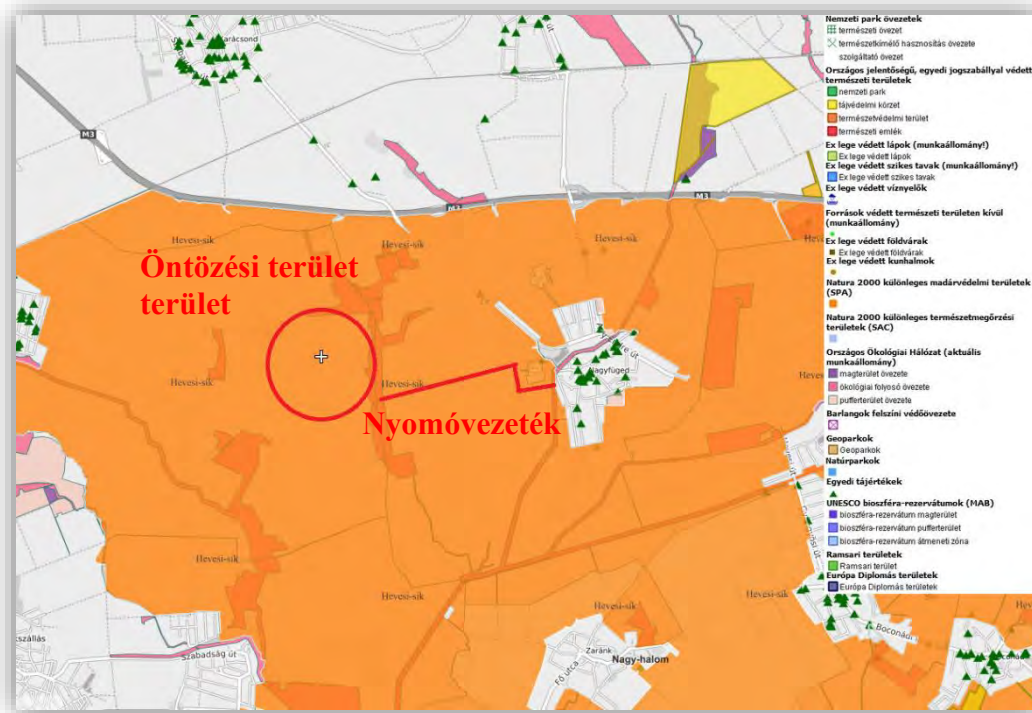 arácsond
út
M3
M3
M3
Hevesi-sík
Hevesi-sík
Hevesi-sík
Öntözési terület
terület
Hevesi-sík
Nagyfüged
Nyomóvezeték
Hevesi-sík
Hevesi-sík
Hevesi-sík
Hevesi-sík
Hevesi-sík
Szabadság út
Zaránk
Nagy-halom
Fő utca
Boconádi
Nemzeti park övezetek
természeti övezet
természetkímélő hasznosítás övezete
szolgáltató övezet
Országos jelentőségű, egyedi jogszabállyal védett
természeti területek
nemzeti park
tájvédelmi körzet
természetvédelmi terület
természeti emlék
Ex lege védett lápok (munkaállomány!)
Ex lege védett lápok
Ex lege védett szikes tavak (munkaállomány!)
Ex lege védett szikes tavak
Ex lege védett víznyelők
Források védett természeti területen kívül
(munkaállomány)
Ex lege védett földvárak
Ex lege védett földvárak
Ex lege védett kunhalmok
Natura 2000 különleges madárvédelmi területek
(SPA)
Natura 2000 különleges természetmegőrzési
területek (SAC)
Országos Ökológiai Hálózat (aktuális
munkaállomány)
magterület övezete
ökológiai folyosó övezete
pufferterület övezete
Barlangok felszíni védőövezete
Geoparkok
Geoparkok
Natúrparkok
Egyedi tájértékek
UNESCO bioszféra-rezervátumok (MAB)
bioszféra-rezervátum magterület
bioszféra-rezervátum pufferterület
bioszféra-rezervátum átmeneti zóna
Ramsari területek
Ramsari terület
Európa Diplomás területek
Európa Diplomás területek